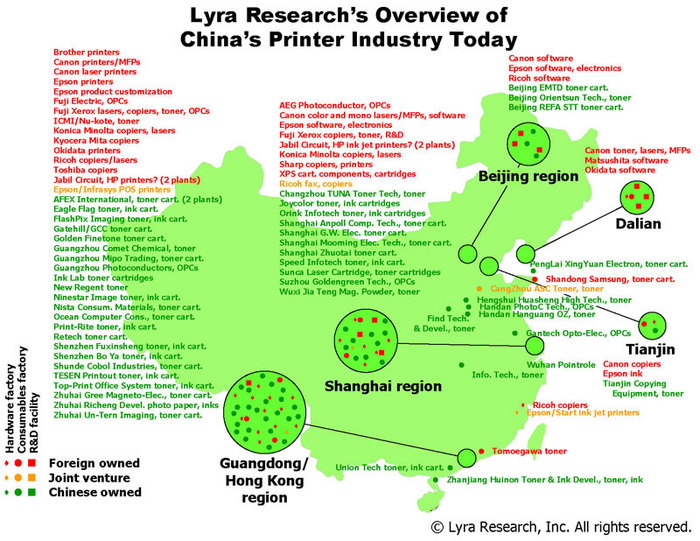 Lyra Research's Overview of
China's Printer Industry Today
Brother printers
Canon printers/MFPs
Canon laser printers
Epson printers
Epson product customization
Fuji Electric, OPCs
Fuji Xerox lasers, copiers, toner, OPCs
ICMI/Nu-kote, toner
Konica Minolta copiers, lasers
Kyocera Mita copiers
Okidata printers
Ricoh copiers/lasers
Toshiba copiers
Jabil Circuit, HP printers? (2 plants)
Epson/Infrasys POS printers
AFEX International, toner cart. (2 plants)
Eagle Flag toner, ink cart.
FlashPix Imaging toner, ink cart.
Gatehill/GCC toner cart.
Golden Finetone toner cart.
Guangzhou Comet Chemical, toner
Guangzhou Mipo Trading, toner cart.
Guangzhou Photoconductors, OPCs
Ink Lab toner cartridges
New Regent toner
Ninestar Image toner, ink cart.
Nista Consum. Materials, toner cart.
Ocean Computer Cons., toner cart.
Print-Rite toner, ink cart.
Retech toner cart.
Shenzhen Fuxinsheng toner, ink cart.
Shenzhen Bo Ya toner, ink cart.
Shunde Cobol Industries, toner cart.
TESEN Printout toner, ink cart.
Top-Print Office System toner, ink cart.
Zhuhai Gree Magneto-Elec., toner cart.
Zhuhai Richeng Devel. photo paper, inks
Zhuhai Un-Tern Imaging, toner cart.
AEG Photoconductor, OPCs
Canon color and mono lasers/MFPs, software
Epson software, electronics
Fuji Xerox copiers, toner, R&D
Jabil Circuit, HP ink jet printers? (2 plants)
Konica Minolta copiers, lasers
Sharp copiers, printers
XPS cart. components, cartridges
Ricoh fax, copiers
Changzhou TUNA Toner Tech, toner
Joycolor toner, ink cartridges
Orink Infotech toner, ink cartridges
Shanghai Anpoll Comp. Tech., toner cart.
Shanghai G.W. Elec. toner cart.
Shanghai Mooming Elec. Tech., toner cart.
Shanghai Zhuotai toner cart.
Speed Infotech toner, ink cart.
Sunca Laser Cartridge, toner cartridges
Suzhou Goldengreen Tech., OPCs
Wuxi Jia Teng Mag. Powder, toner
Canon software
Epson software, electronics
Ricoh software
Beijing EMTD toner cart.
Beijing Orientsun Tech., toner
Beijing REFA STT toner cart.
Beijing region
Canon toner, lasers, MFPs
Matsushita software
Okidata software
Dalian
PengLai XingYuan Electron, toner cart.
Shandong Samsung, toner cart.
CangZhou ASC Toner, toner
Hengshui Huasheng High Tech., toner
Handan PhotoC Tech., OPCs
Handan Hanguang OZ, toner
Find Tech.
& Devel., toner
Gantech Opto-Elec., OPCs
Tianjin
Canon copiers
Epson ink
Tianjin Copying
Equipment, toner
Wuhan Pointrole
Info. Tech., toner
Shanghai region
Ricoh copiers
Epson/Start ink jet printers
Tomoegawa toner
Union Tech toner, ink cart.
Zhanjiang Huinon Toner & Ink Devel., toner, ink
Guangdong/
Hong Kong
region
Hardware factory
Consumables factory
R&D facility
Foreign owned
Joint venture
Chinese owned
© Lyra Research, Inc. All rights reserved.